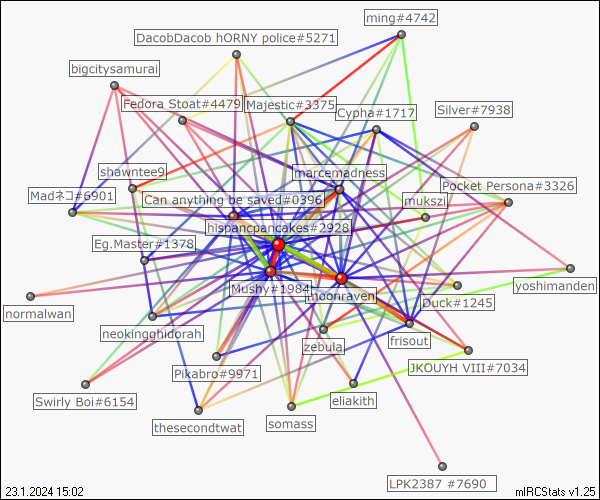 ming#4742
DacobDacob hORNY police#5271
bigcitysamurai
Fedora Stoat#4479
Majestic#3375
Cypha#1717
Silver#7938
shawntee9
marcemadness
Pocket Persona#3326
Madネコ#6901
Can anything be saved#0396
mukszi
hispancpancakes#2928
Eg.Master#1378
Mushy#1984
moonraven
yoshimanden
normalwan
Duck#1245
neokingghidorah
zebula
frisout
Pikabro#9971
JKOUYH VIII#7034
Swirly Boi#6154
eliakith
thesecondtwat
somass
LPK2387 #7690
23.1.2024 15:02
mIRCStats v1.25